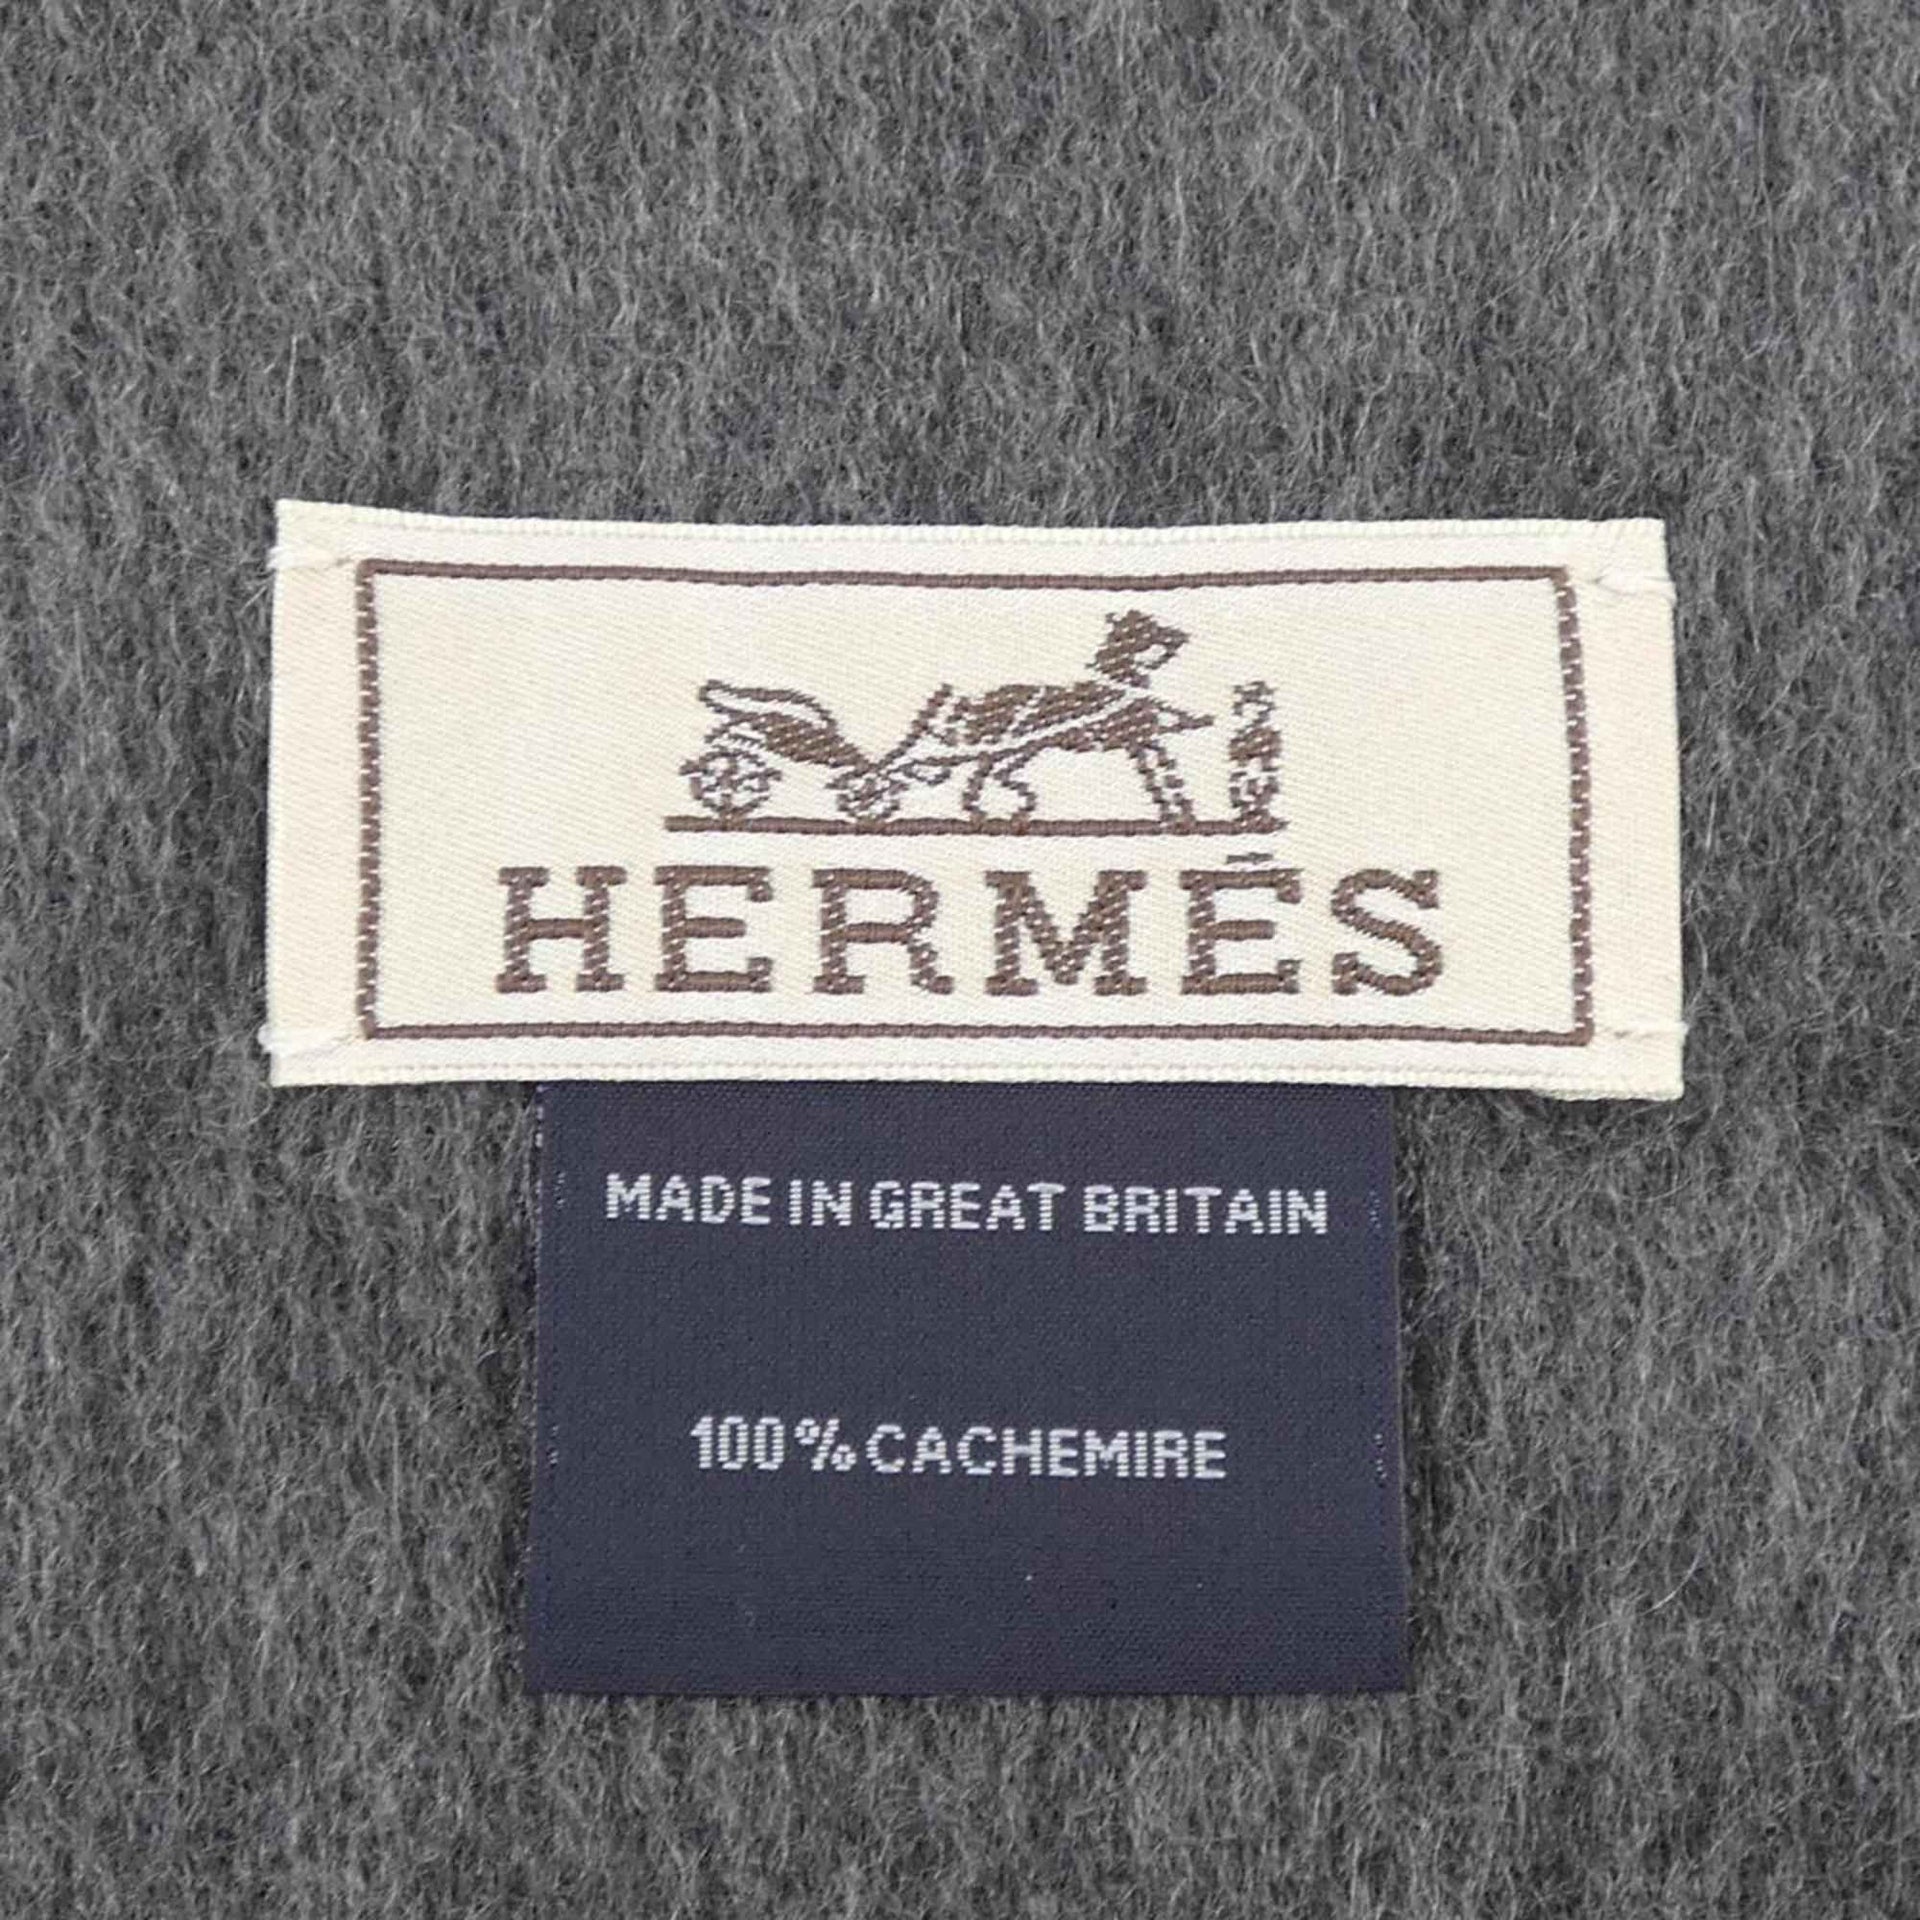 HERMÈS
MADE IN GREAT BRITAIN
100% CACHEMIRE